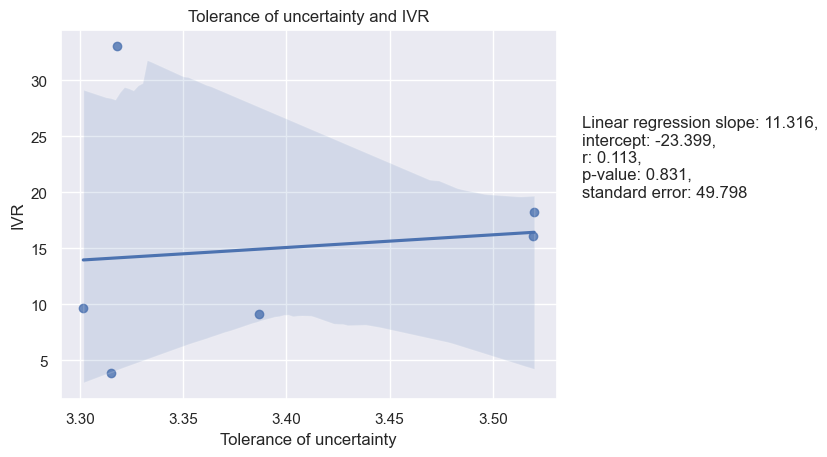 Tolerance of uncertainty and IVR
IVR
30
25
20
15
10
5
3.30 3.35 3.40 3.45 3.50
Tolerance of uncertainty
Linear regression slope: 11.316,
intercept: -23.399,
r: 0.113,
p-value: 0.831,
standard error: 49.798